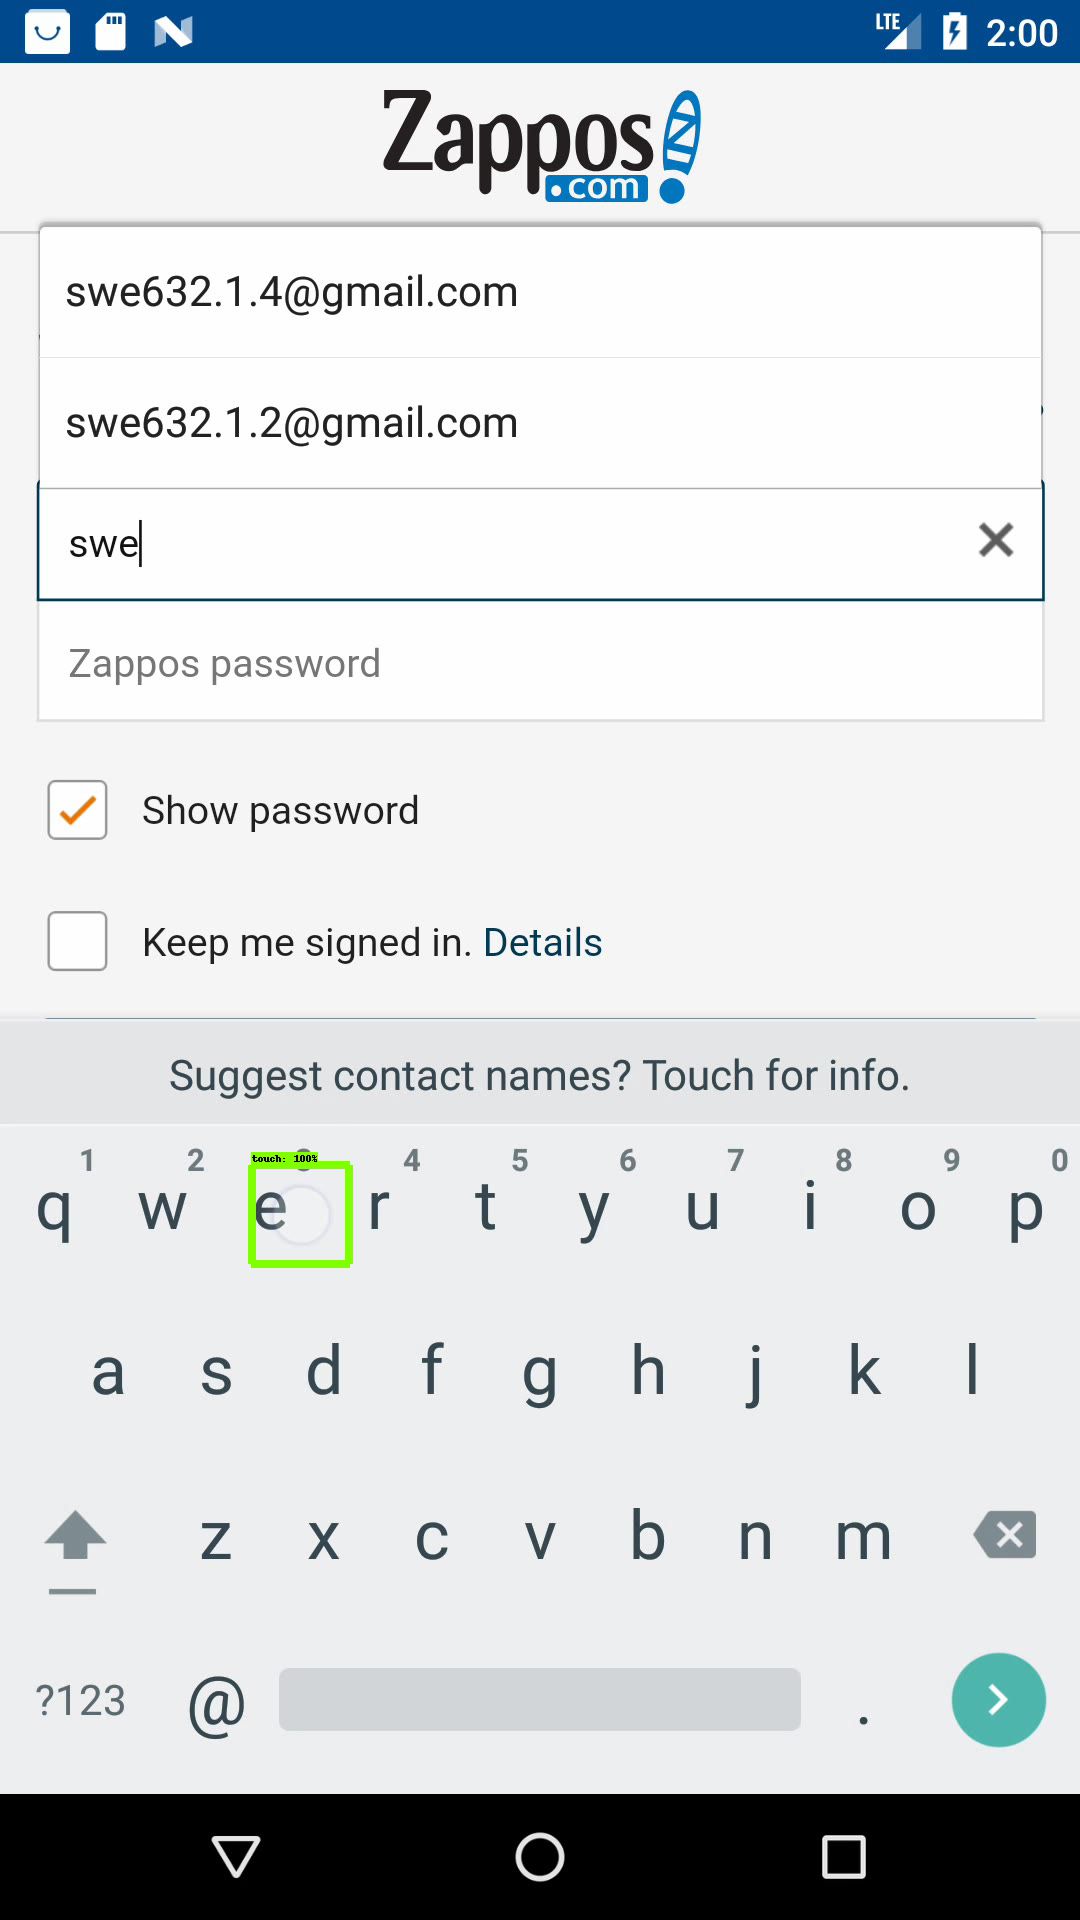 LTE 2:00
Zappos
.com
swe632.1.4@gmail.com
swe632.1.2@gmail.com
swe
Zappos password
Show password
Keep me signed in. Details
Suggest contact names? Touch for info.
touch: 100%
1 2 4 5 6 7 8 9 0
q w e r t y u i o p
a s d f g h j k l
z x c v b n m
?123 @ .